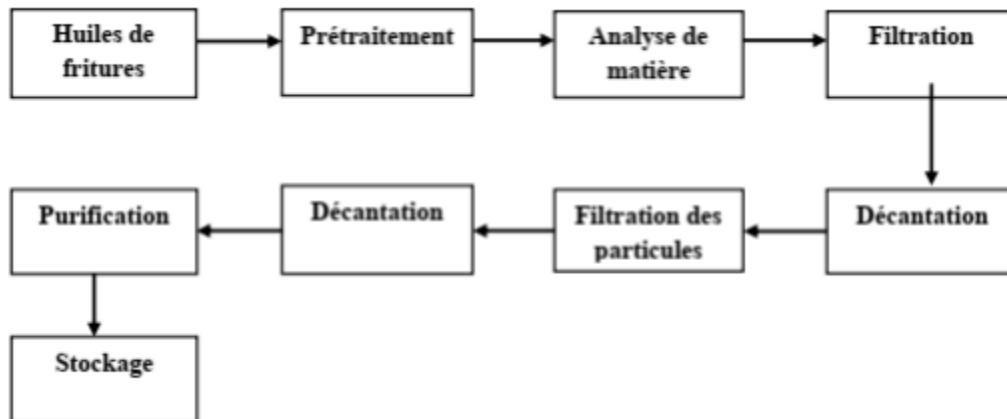 Huiles de
fritures
Prétraitement
Analyse de
matière
Filtration
Décantation
Filtration des
particules
Décantation
Purification
Stockage